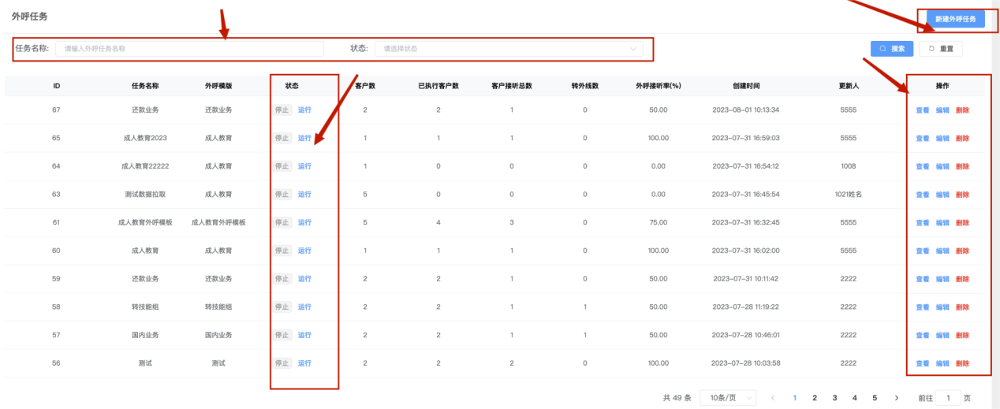 外呼任务
新建外呼任务
任务名称: 请输入外呼任务名称 状态: 请选择状态 搜索 重置
ID 任务名称 外呼模版 状态 客户数 已执行客户数 客户接听总数 转外线数 外呼接听率(%) 创建时间 更新人 操作
67 还款业务 还款业务 停止 运行 2 2 1 0 50.00 2023-08-01 10:13:34 5555 查看 编辑 删除
65 成人教育2023 成人教育 停止 运行 1 1 1 0 100.00 2023-07-31 16:59:03 5555 查看 编辑 删除
64 成人教育22222 成人教育 停止 运行 1 0 0 0 0.00 2023-07-31 16:54:12 1008 查看 编辑 删除
63 测试数据拉取 成人教育 停止 运行 5 0 0 0 0.00 2023-07-31 16:45:54 1021姓名 查看 编辑 删除
61 成人教育外呼模板 成人教育外呼模板 停止 运行 5 4 3 0 75.00 2023-07-31 16:32:45 5555 查看 编辑 删除
60 成人教育 成人教育 停止 运行 1 1 1 0 100.00 2023-07-31 16:02:00 5555 查看 编辑 删除
59 还款业务 还款业务 停止 运行 2 2 1 0 50.00 2023-07-31 10:11:42 2222 查看 编辑 删除
58 转技能组 转技能组 停止 运行 2 2 1 1 50.00 2023-07-28 11:19:22 2222 查看 编辑 删除
57 国内业务 国内业务 停止 运行 2 2 1 1 50.00 2023-07-28 10:46:01 2222 查看 编辑 删除
56 测试 测试 停止 运行 2 2 2 0 100.00 2023-07-28 10:03:58 2222 查看 编辑 删除
共 49 条 10条/页 < 1 2 3 4 5 > 前往 1 页